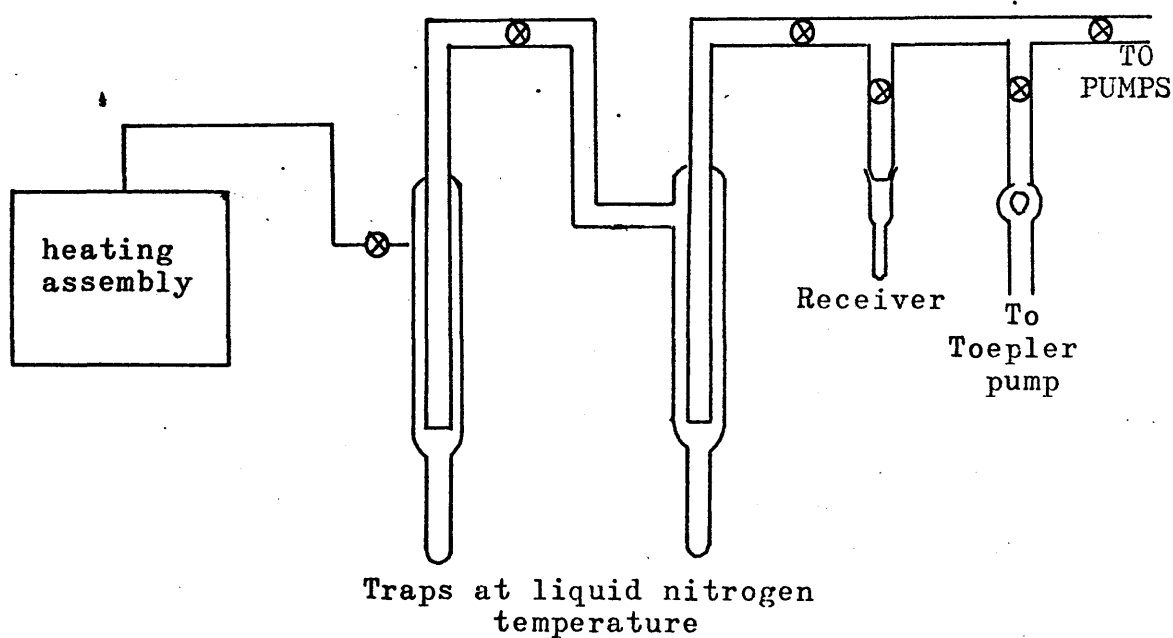 TO
PUMPS
heating
assembly
Receiver
To
Toepler
pump
Traps at liquid nitrogen
temperature